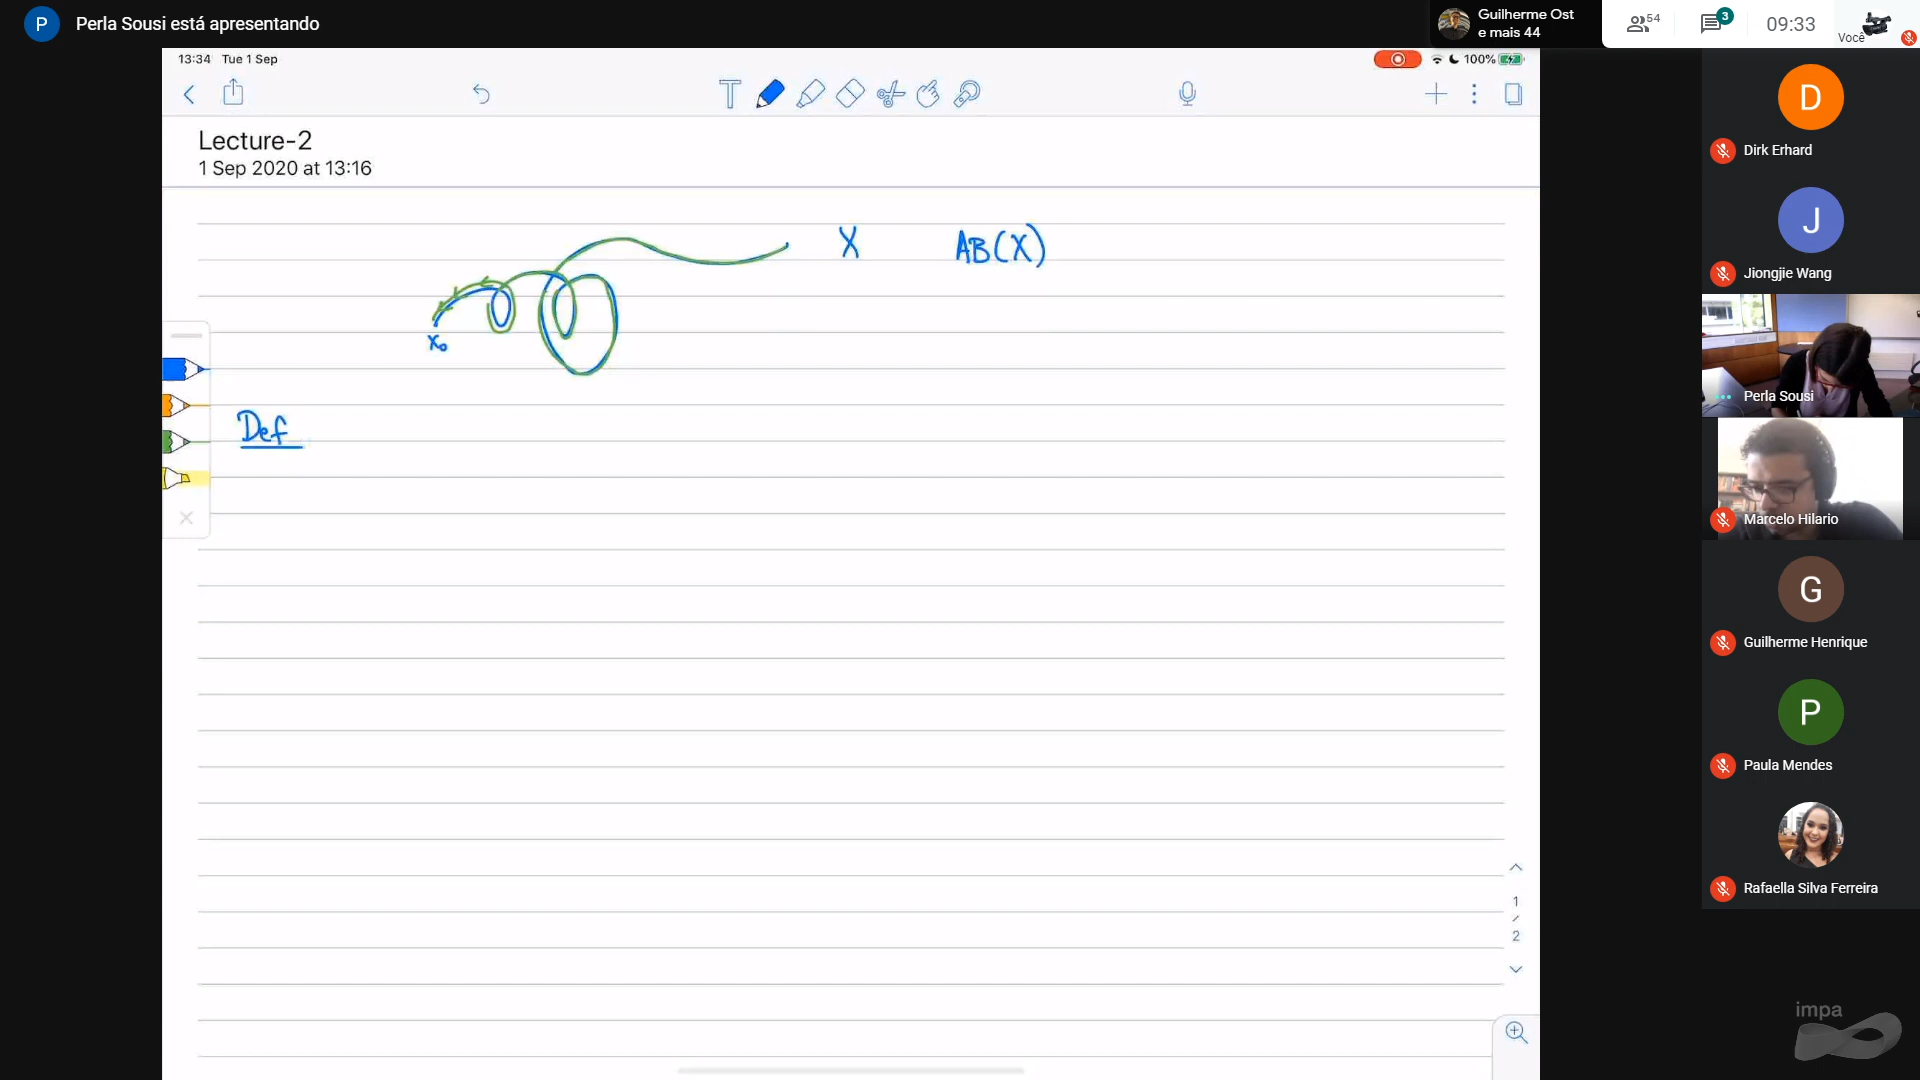 P Perla Sousi está apresentando
Guilherme Ost
e mais 44
54
3
09:33
Você
13:34 Tue 1 Sep
100%
Lecture-2
1 Sep 2020 at 13:16
X AB(X)
x₀
Def
1
/
2
D
Dirk Erhard
J
Jiongjie Wang
Perla Sousi
Marcelo Hilario
G
Guilherme Henrique
P
Paula Mendes
Rafaella Silva Ferreira
impa